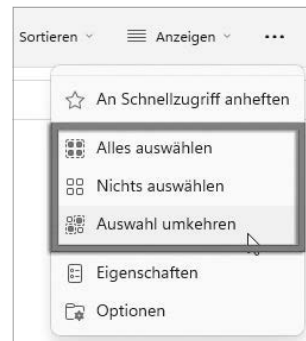 Sortieren Anzeigen ...
An Schnellzugriff anheften
Alles auswählen
Nichts auswählen
Auswahl umkehren
Eigenschaften
Optionen